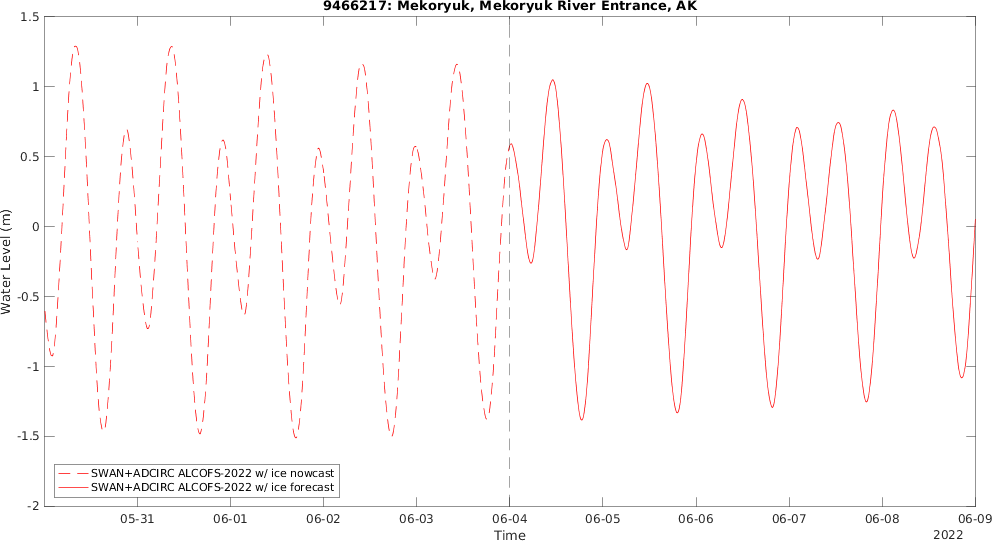 9466217: Mekoryuk, Mekoryuk River Entrance, AK
1.5
1
0.5
0
-0.5
-1
-1.5
-2
Water Level (m)
SWAN+ADCIRC ALCOFS-2022 w/ ice nowcast
SWAN+ADCIRC ALCOFS-2022 w/ ice forecast
05-31 06-01 06-02 06-03 06-04 06-05 06-06 06-07 06-08 06-09
Time
2022